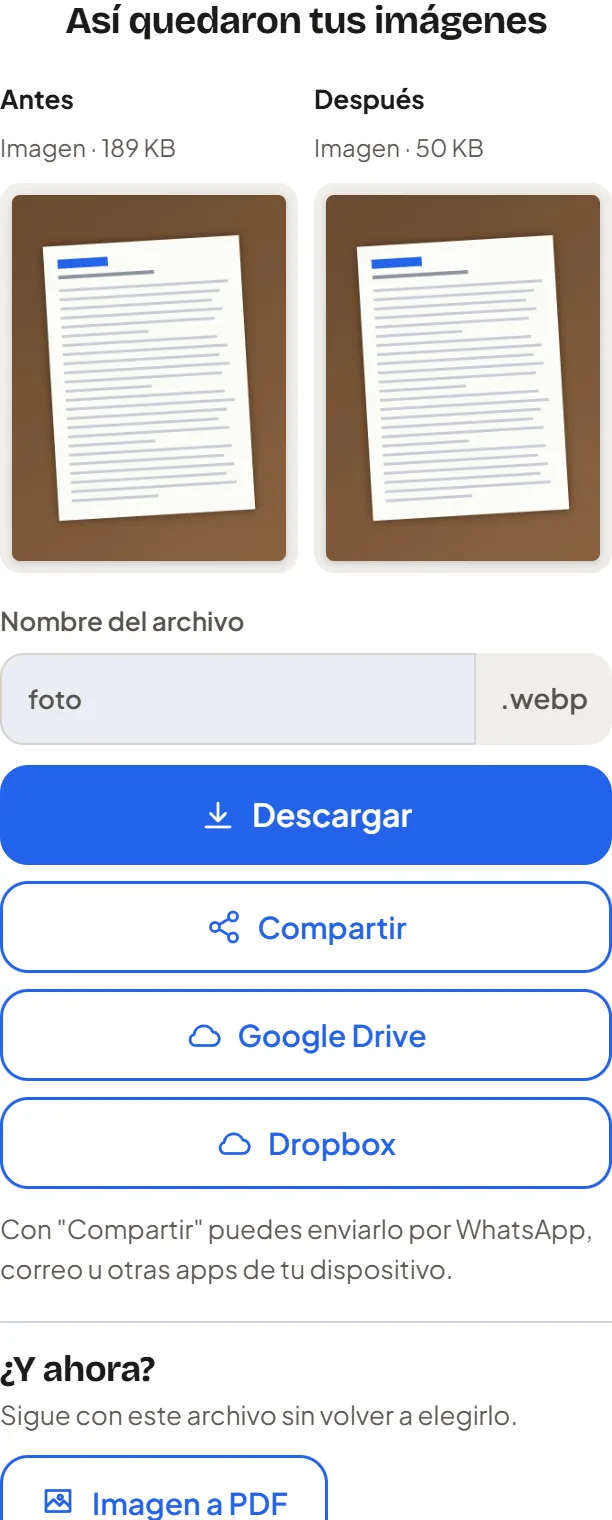 Así quedaron tus imágenes
Antes
Imagen · 189 KB
Después
Imagen · 50 KB
Nombre del archivo
foto
.webp
Descargar
Compartir
Google Drive
Dropbox
Con "Compartir" puedes enviarlo por WhatsApp,
correo u otras apps de tu dispositivo.
¿Y ahora?
Sigue con este archivo sin volver a elegirlo.
Imagen a PDF